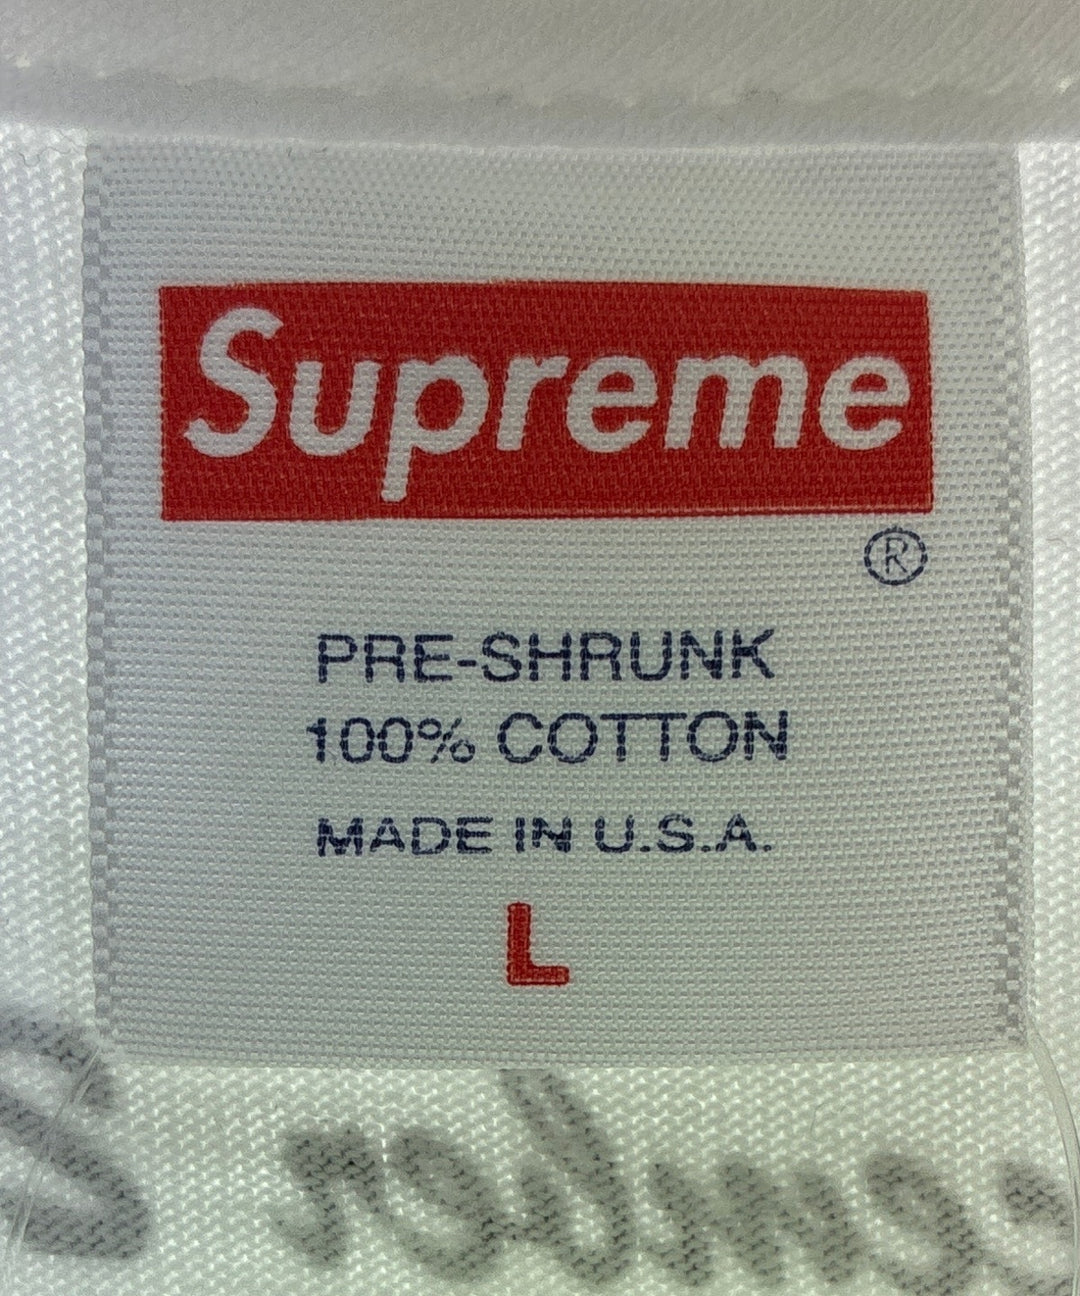 Supreme
®
PRE-SHRUNK
100% COTTON
MADE IN U.S.A.
L